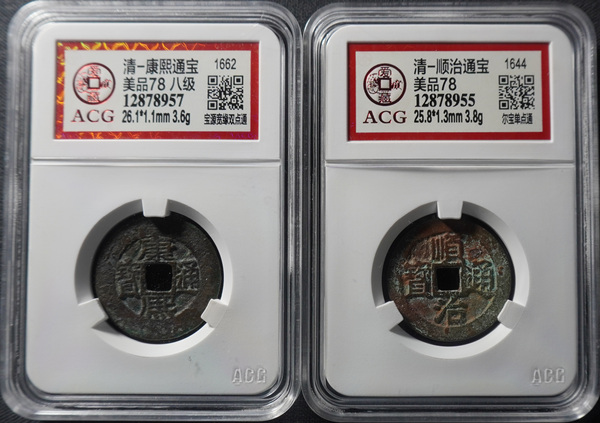 清-康熙通宝
1662
美品78 八级
12878957
ACG
26.1*1.1mm 3.6g
宝源宽缘双点通
康熙通寶
ACG
清-顺治通宝
1644
美品78
12878955
ACG
25.8*1.3mm 3.8g
尔宝单点通
順治通寶
ACG